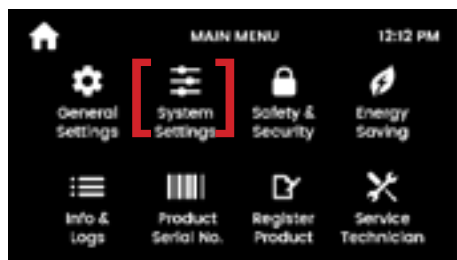 MAIN MENU 12:12 PM
General System Safety & Energy
Settings Settings Security Saving
Info & Product Register Service
Logs Serial No. Product Technician